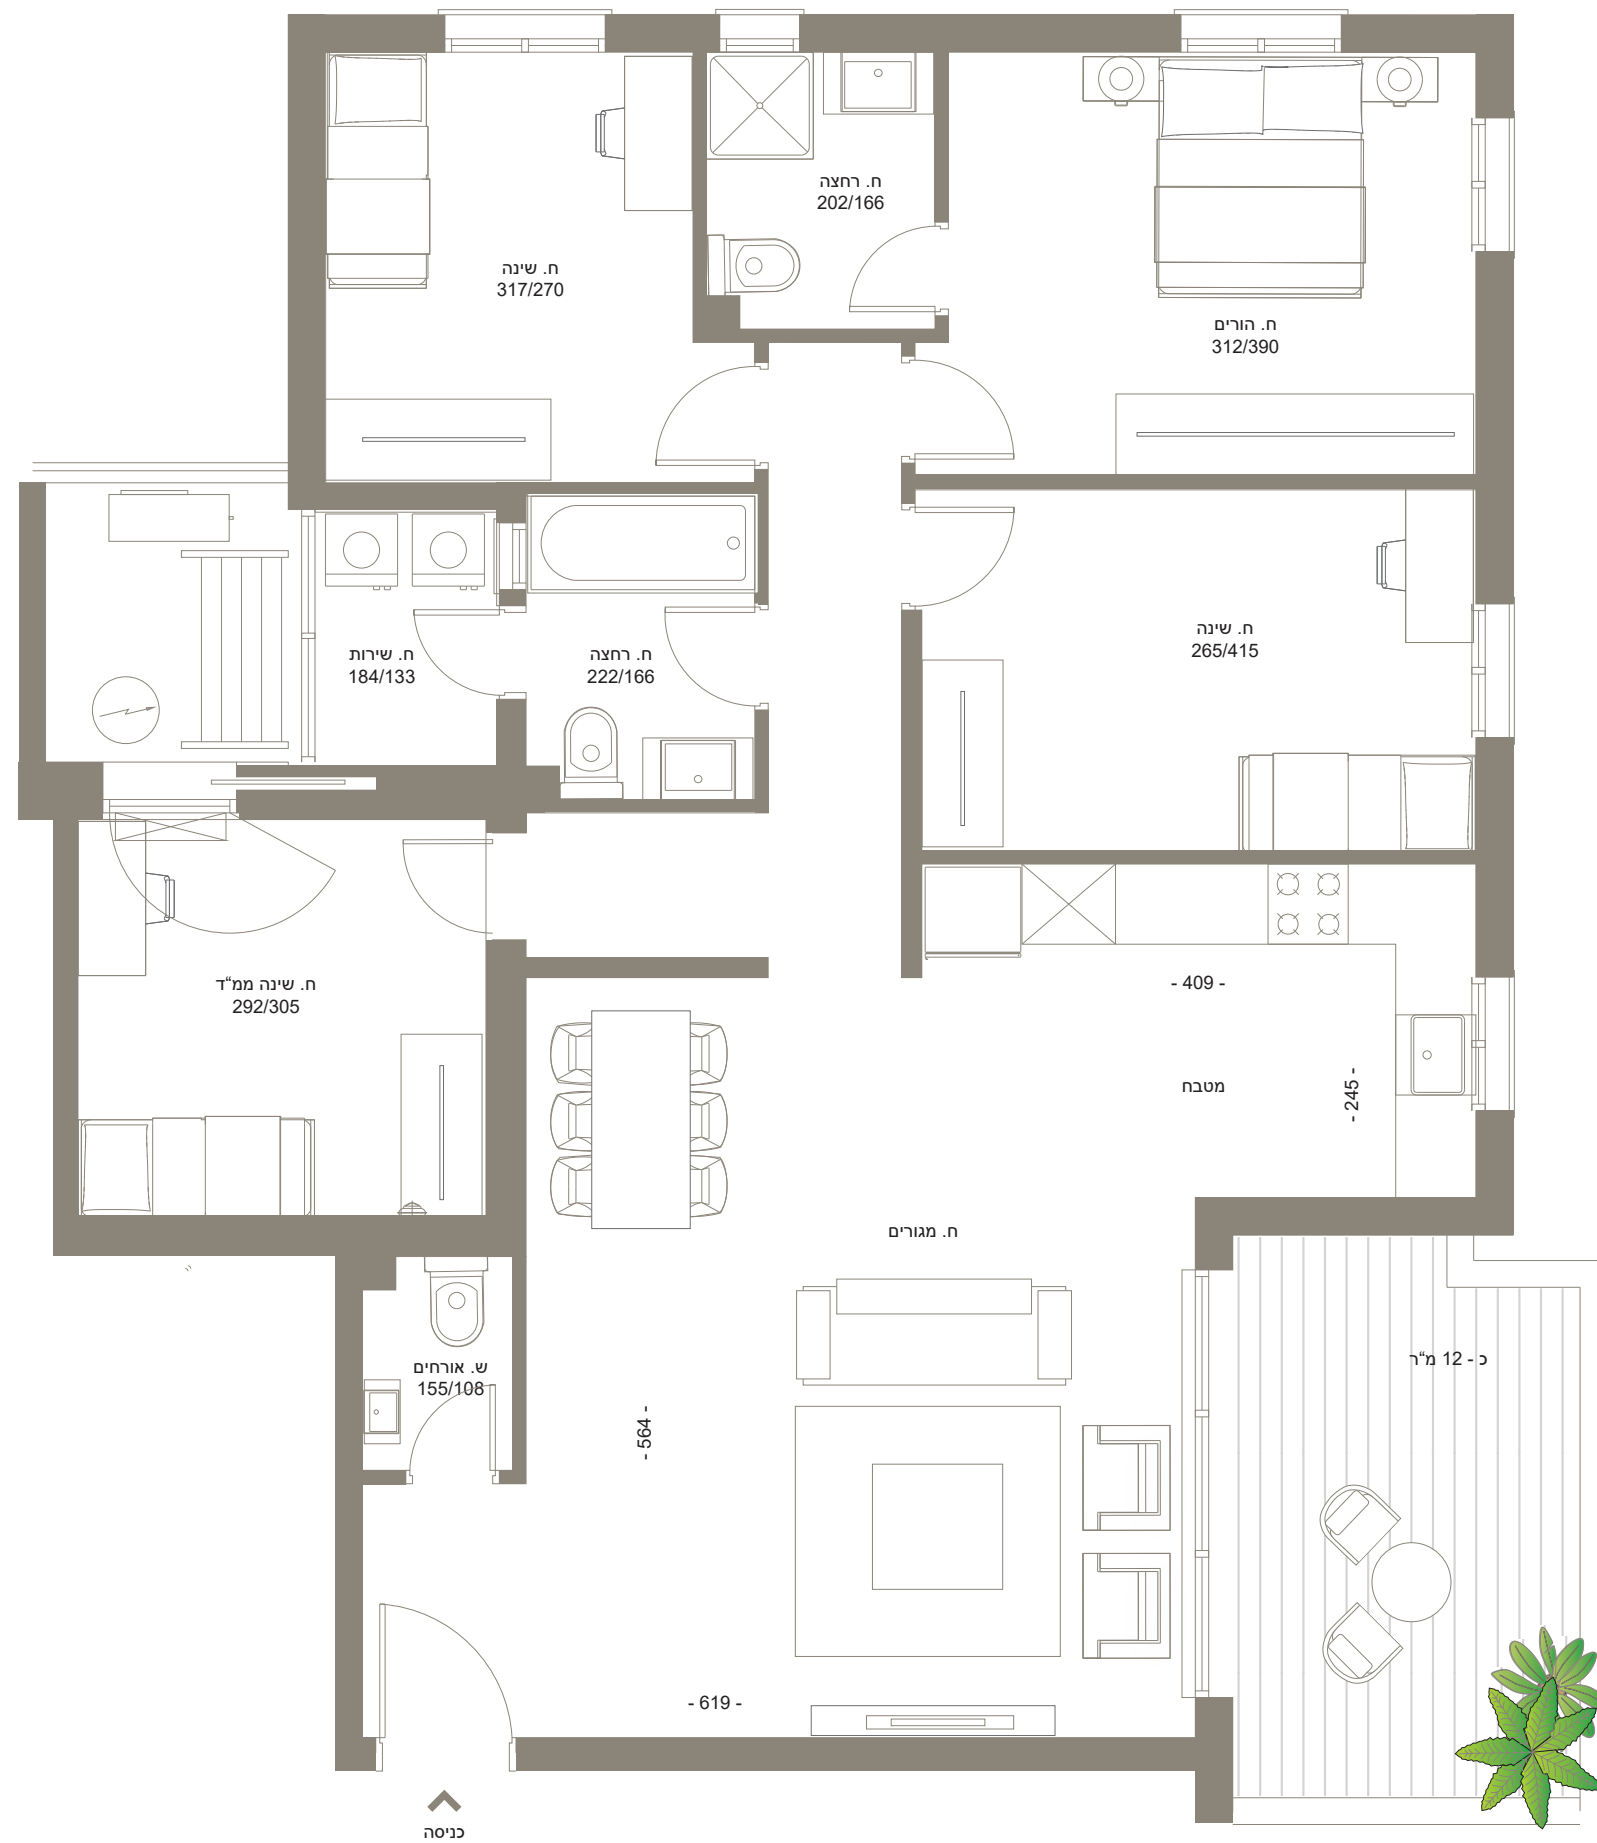 ח. רחצה
202/166
ח. שינה
317/270
ח. הורים
312/390
ח. שינה
265/415
ח. רחצה
222/166
ח. שירות
184/133
ח. שינה ממ“ד
292/305
- 409 -
מטבח
- 245 -
ח. מגורים
כ - 12 מ“ר
ש. אורחים
155/108
- 564 -
- 619 -
כניסה